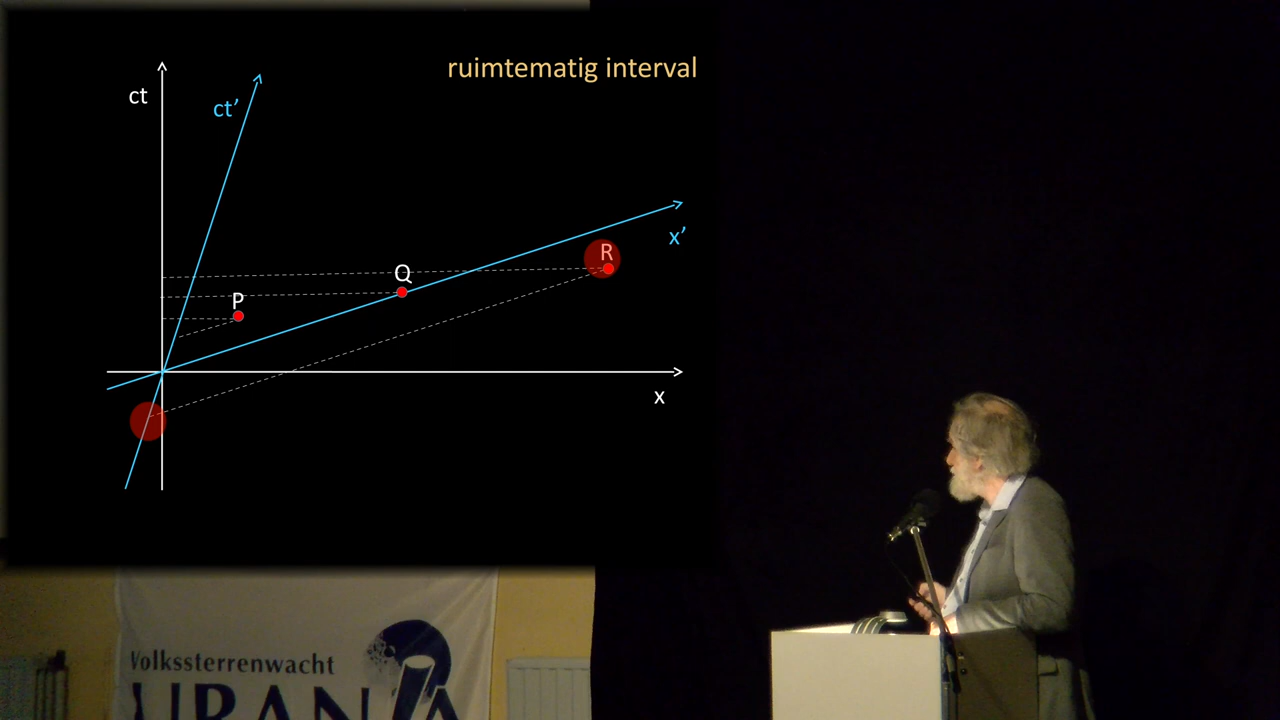 ruimtematig interval
ct
ct’
x’
R
Q
P
x
Volkssterrenwacht
URANIA